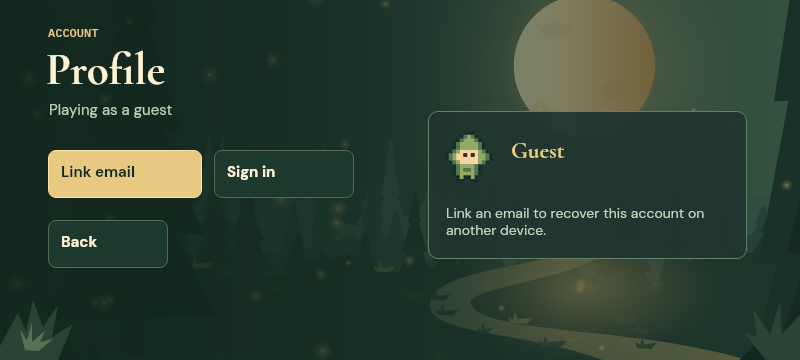 ACCOUNT
Profile
Playing as a guest
Link email
Sign in
Back
Guest
Link an email to recover this account on
another device.